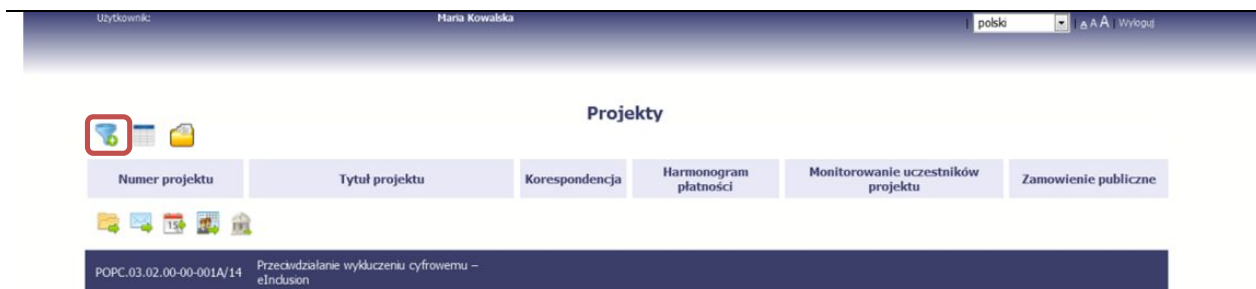 Użytkownik: Maria Kowalska | polski | A A A | Wyloguj
Projekty
Numer projektu Tytuł projektu Korespondencja Harmonogram płatności Monitorowanie uczestników projektu Zamowienie publiczne
15
POPC.03.02.00-00-001A/14 Przeciwdziałanie wykluczeniu cyfrowemu –
eInclusion